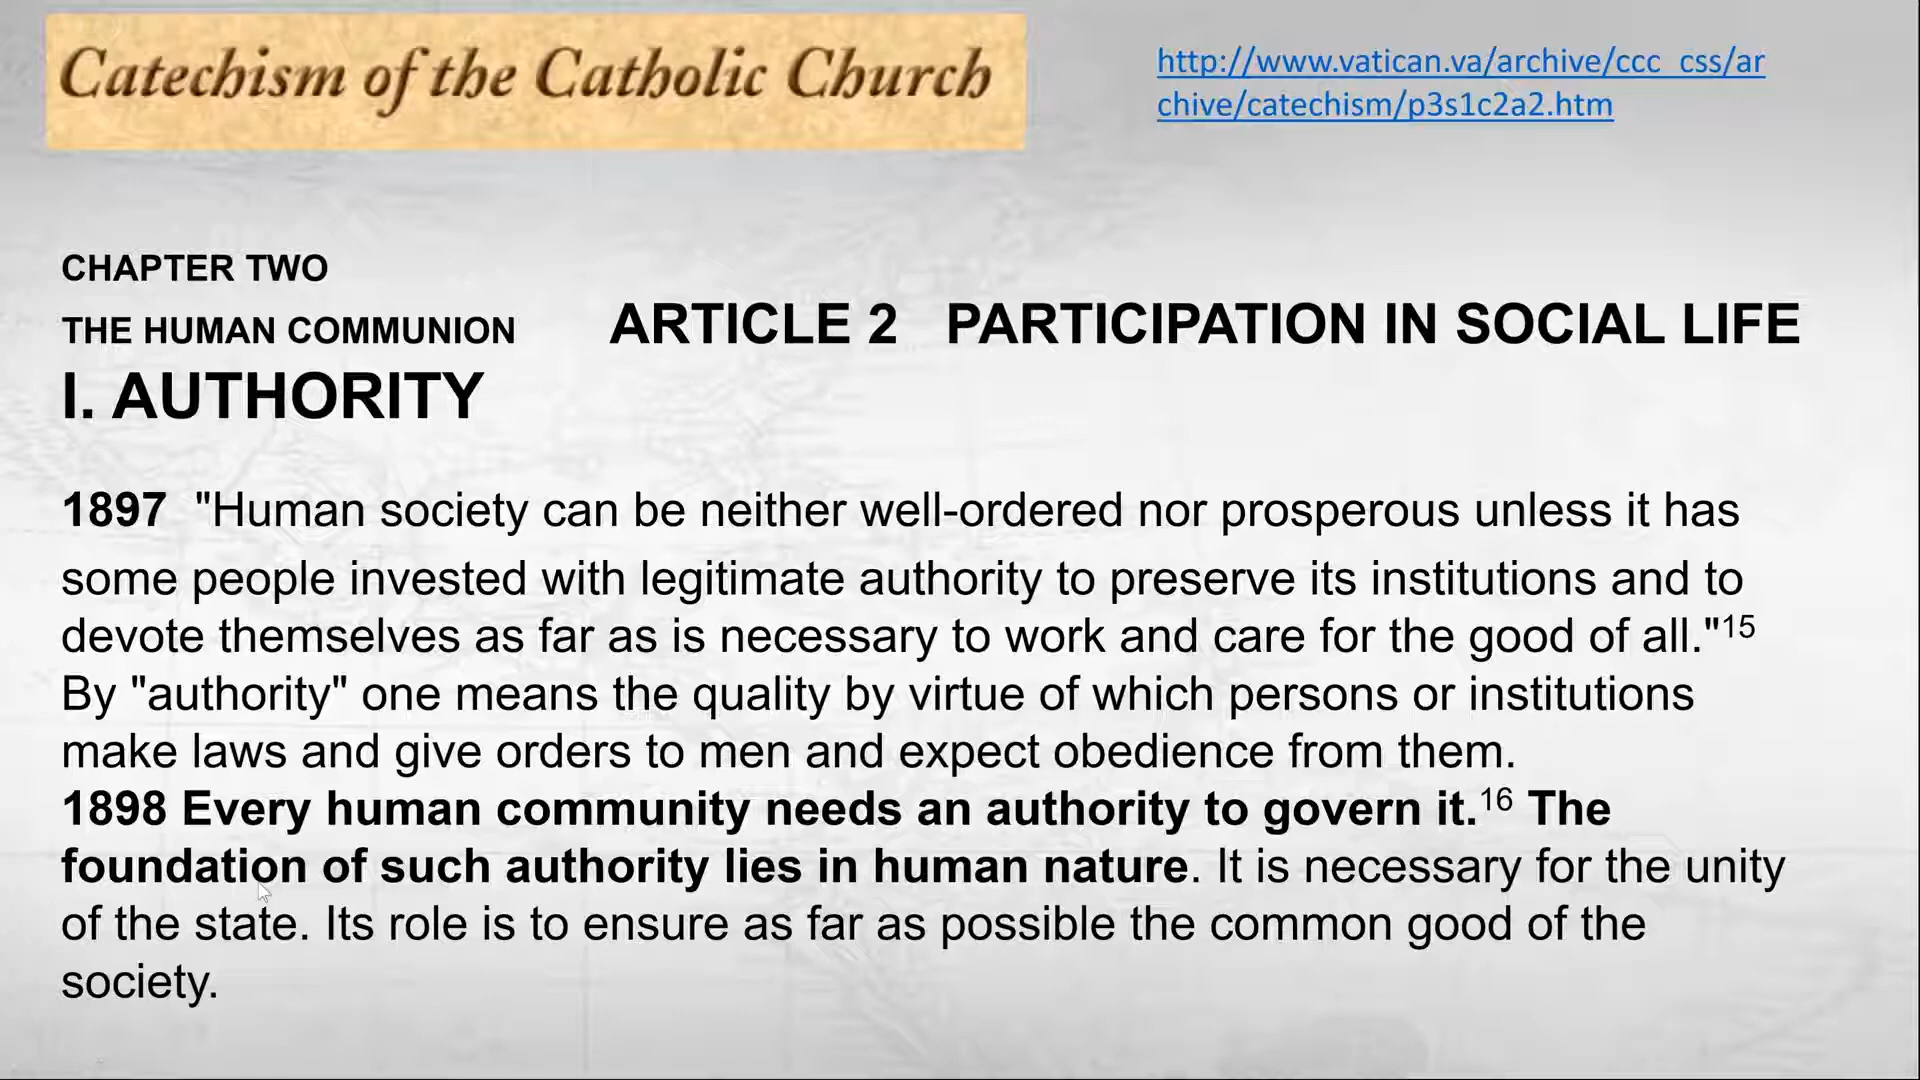 Catechism of the Catholic Church
http://www.vatican.va/archive/ccc_css/ar
chive/catechism/p3s1c2a2.htm
CHAPTER TWO
THE HUMAN COMMUNION ARTICLE 2 PARTICIPATION IN SOCIAL LIFE
I. AUTHORITY
1897 "Human society can be neither well-ordered nor prosperous unless it has
some people invested with legitimate authority to preserve its institutions and to
devote themselves as far as is necessary to work and care for the good of all."15
By "authority" one means the quality by virtue of which persons or institutions
make laws and give orders to men and expect obedience from them.
1898 Every human community needs an authority to govern it.16 The
foundation of such authority lies in human nature. It is necessary for the unity
of the state. Its role is to ensure as far as possible the common good of the
society.